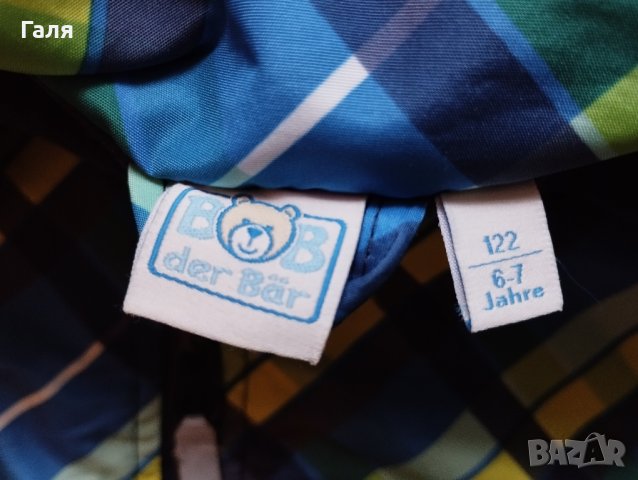 Галя
BOB
der Bär
122
6-7
Jahre
BAZAR